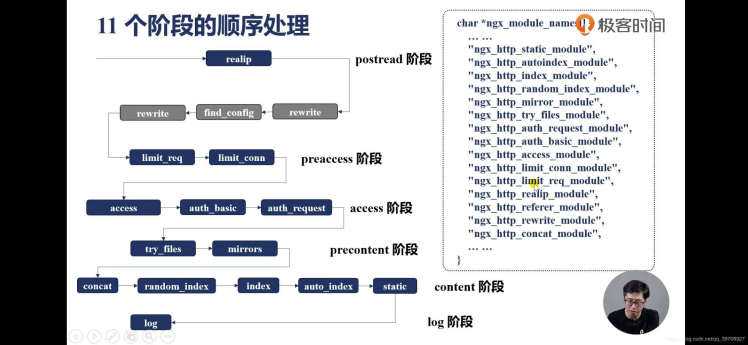 11 个阶段的顺序处理
realip
postread 阶段
rewrite
find_config
rewrite
limit_req
limit_conn
preaccess 阶段
access
auth_basic
auth_request
access 阶段
try_files
mirrors
precontent 阶段
concat
random_index
index
auto_index
static
content 阶段
log
log 阶段
极客时间
char *ngx_module_names[]
… …
"ngx_http_static_module",
"ngx_http_autoindex_module",
"ngx_http_index_module",
"ngx_http_random_index_module",
"ngx_http_mirror_module",
"ngx_http_try_files_module",
"ngx_http_auth_request_module",
"ngx_http_auth_basic_module",
"ngx_http_access_module",
"ngx_http_limit_conn_module",
"ngx_http_limit_req_module",
"ngx_http_realip_module",
"ngx_http_referer_module",
"ngx_http_rewrite_module",
"ngx_http_concat_module",
… …
}